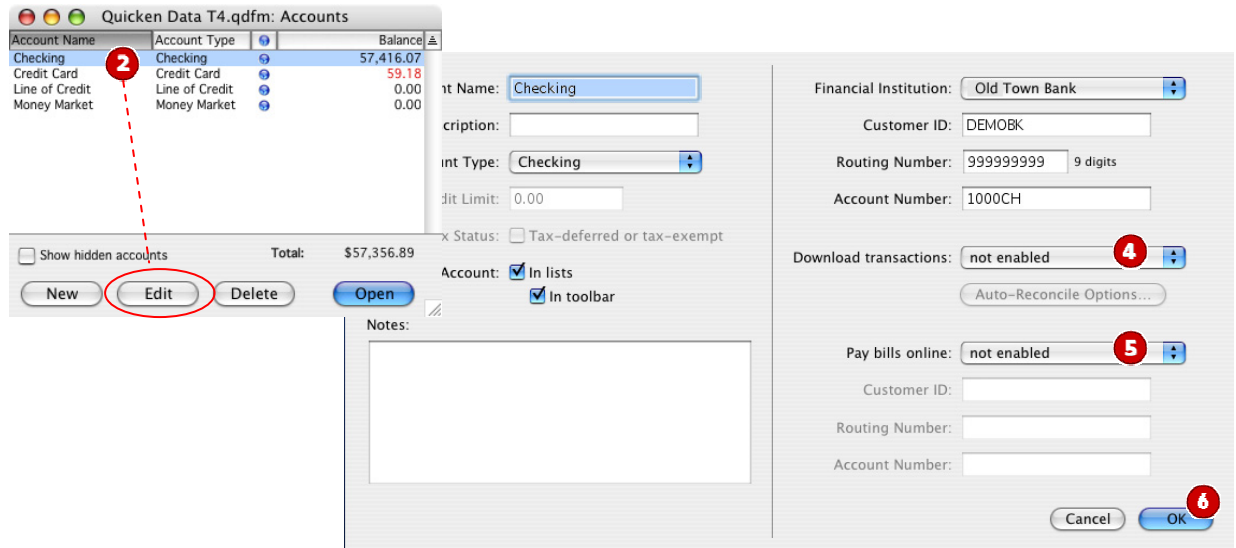 Quicken Data T4.qdfm: Accounts
Account Name Account Type Balance
Checking Checking 57,416.07
Credit Card Credit Card 59.18
Line of Credit Line of Credit 0.00
Money Market Money Market 0.00
2
Show hidden accounts Total: $57,356.89
New Edit Delete Open
nt Name: Checking
cription:
unt Type: Checking
dit Limit: 0.00
x Status: Tax-deferred or tax-exempt
Account: In lists
In toolbar
Notes:
Financial Institution: Old Town Bank
Customer ID: DEMOBK
Routing Number: 999999999 9 digits
Account Number: 1000CH
Download transactions: not enabled 4
Auto-Reconcile Options...
Pay bills online: not enabled 5
Customer ID:
Routing Number:
Account Number:
6
Cancel OK